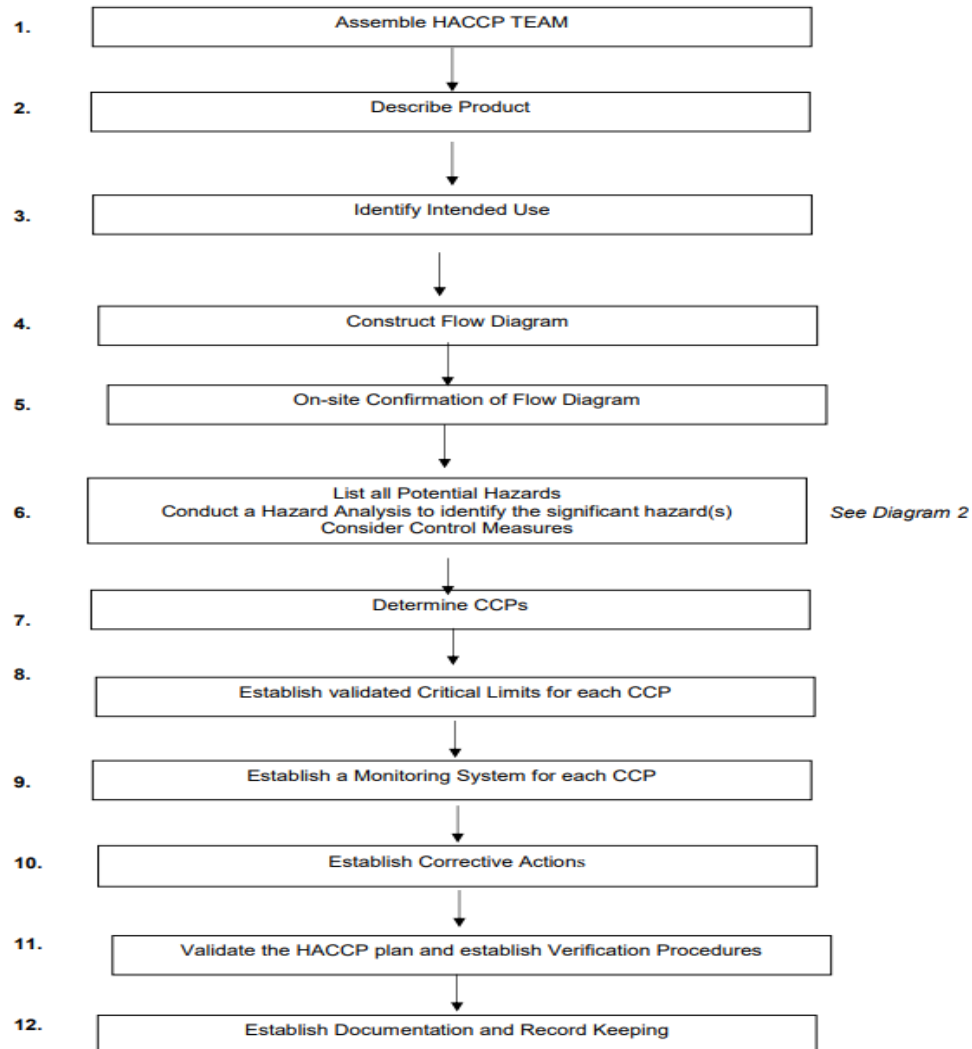 1.
Assemble HACCP TEAM
2.
Describe Product
3.
Identify Intended Use
4.
Construct Flow Diagram
5.
On-site Confirmation of Flow Diagram
List all Potential Hazards
6.
Conduct a Hazard Analysis to identify the significant hazard(s)
See Diagram 2
Consider Control Measures
7.
Determine CCPs
8.
Establish validated Critical Limits for each CCP
9.
Establish a Monitoring System for each CCP
10.
Establish Corrective Actions
11.
Validate the HACCP plan and establish Verification Procedures
12.
Establish Documentation and Record Keeping